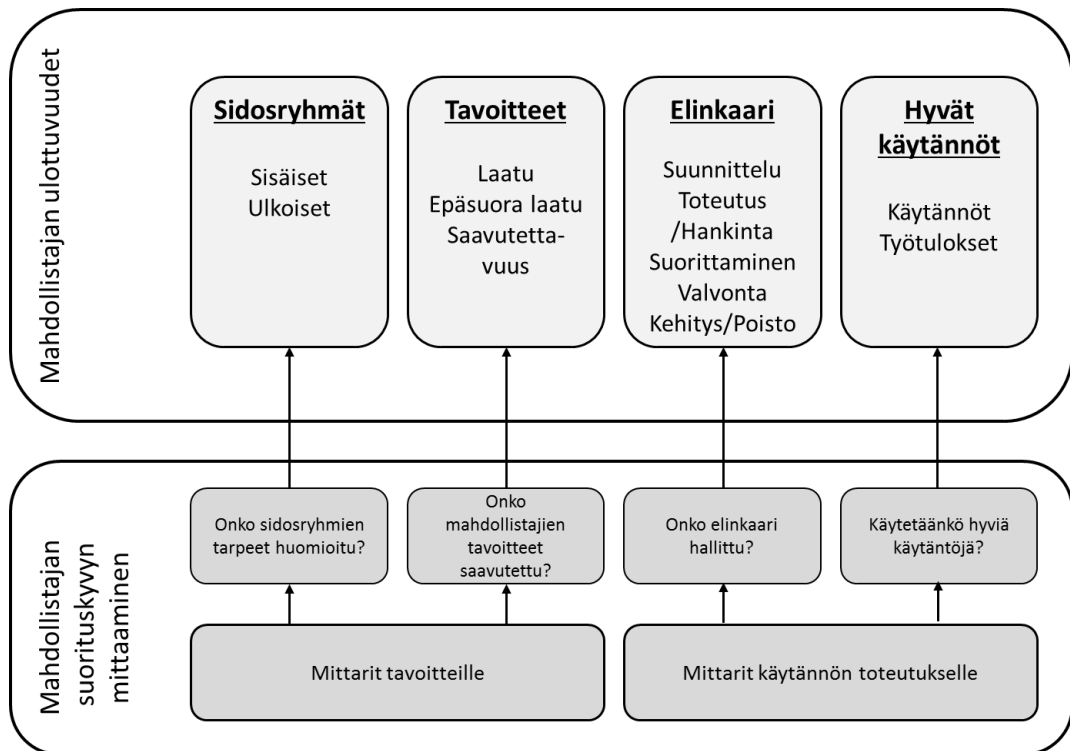 Mahdollistajan ulottuvuudet
Sidosryhmät
Sisäiset
Ulkoiset
Tavoitteet
Laatu
Epäsuora laatu
Saavutetta-
vuus
Elinkaari
Suunnittelu
Toteutus
/Hankinta
Suorittaminen
Valvonta
Kehitys/Poisto
Hyvät
käytännöt
Käytännöt
Työtulokset
Mahdollistajan
suorituskyvyn
mittaaminen
Onko sidosryhmien
tarpeet huomioitu?
Onko
mahdollistajien
tavoitteet
saavutettu?
Onko elinkaari
hallittu?
Käytetäänkö hyviä
käytäntöjä?
Mittarit tavoitteille
Mittarit käytännön toteutukselle